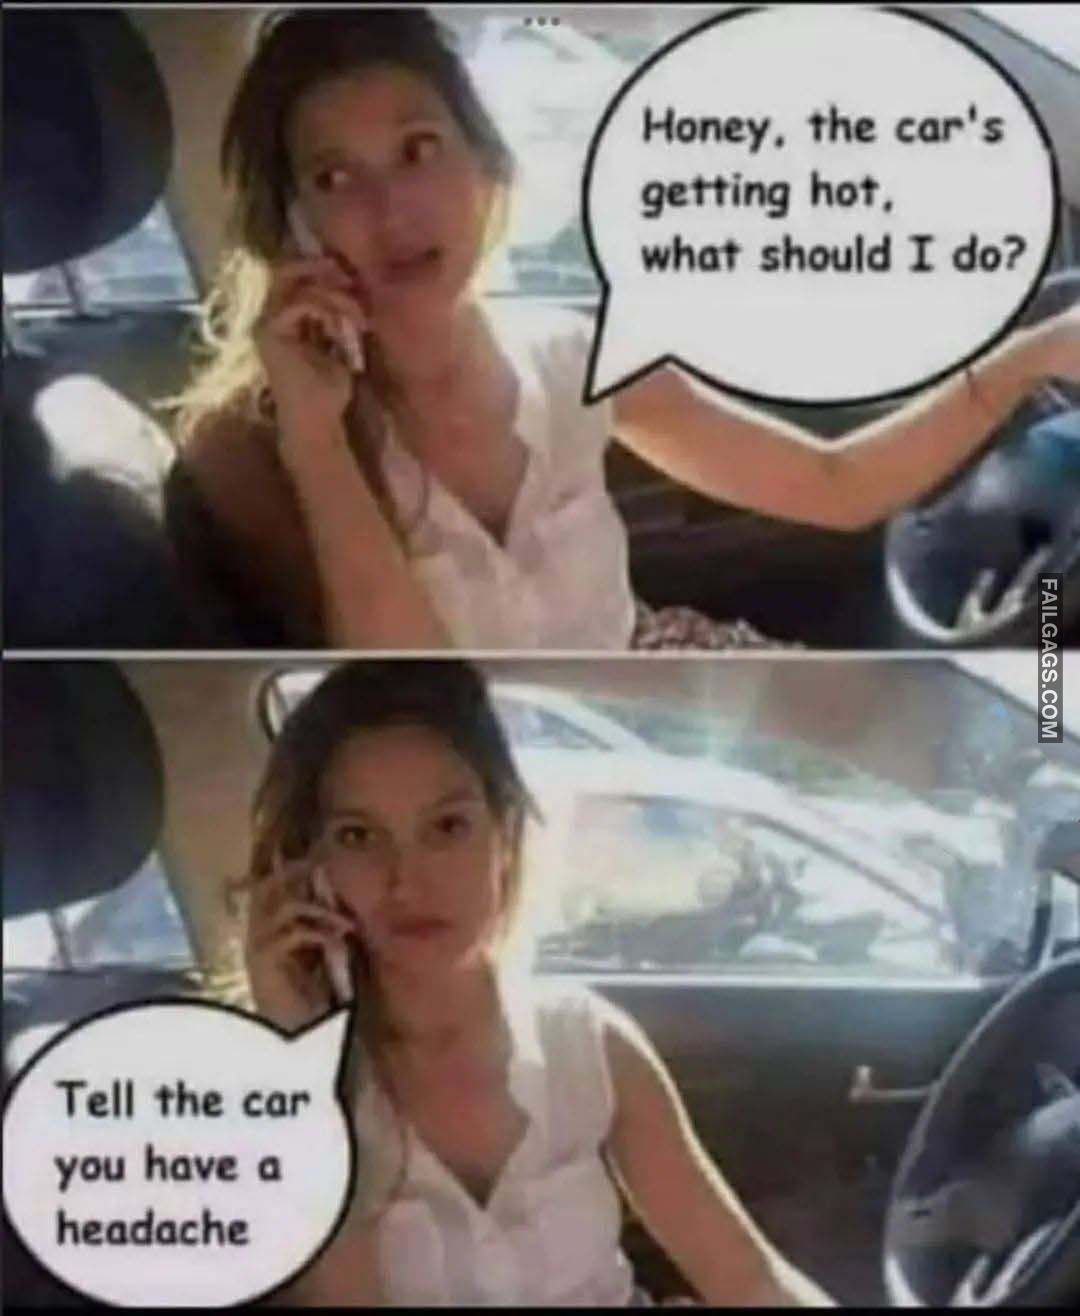 Honey, the car's
getting hot,
what should I do?
FAILGAGS.COM
Tell the car
you have a
headache